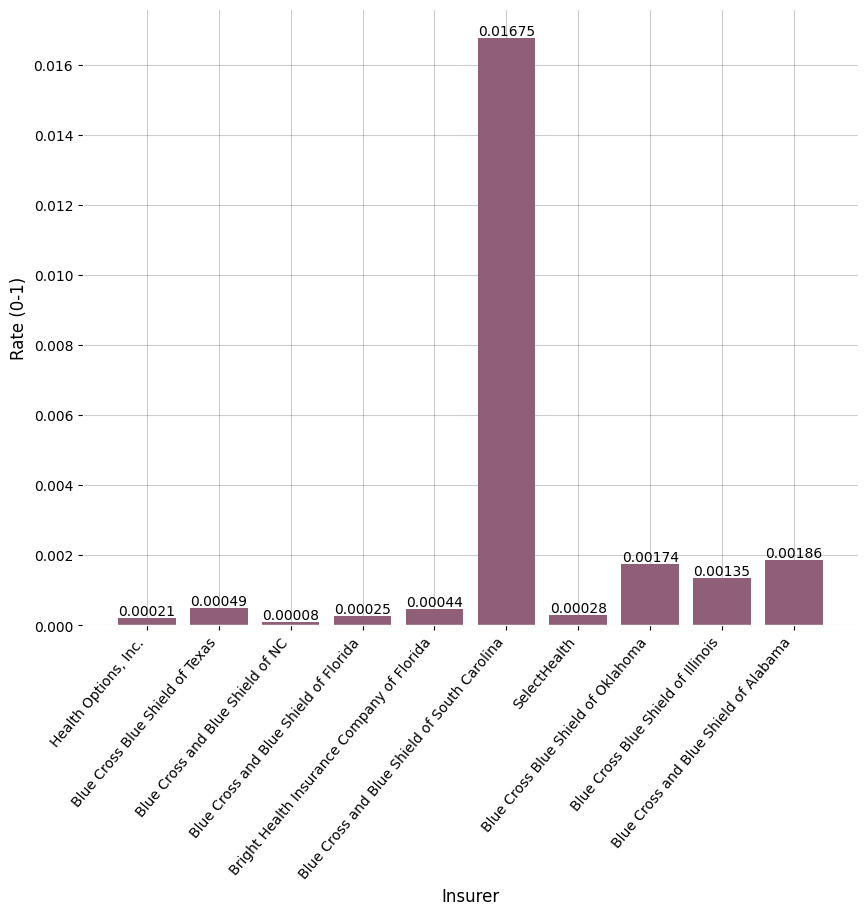 0.01675
0.016
0.014
0.012
0.010
0.008
0.006
0.004
0.002
0.000
Rate (0-1)
0.00021
0.00049
0.00008
0.00025
0.00044
0.00028
0.00174
0.00135
0.00186
Health Options, Inc.
Blue Cross Blue Shield of Texas
Blue Cross and Blue Shield of NC
Blue Cross and Blue Shield of Florida
Bright Health Insurance Company of Florida
Blue Cross and Blue Shield of South Carolina
SelectHealth
Blue Cross Blue Shield of Oklahoma
Blue Cross Blue Shield of Illinois
Blue Cross and Blue Shield of Alabama
Insurer